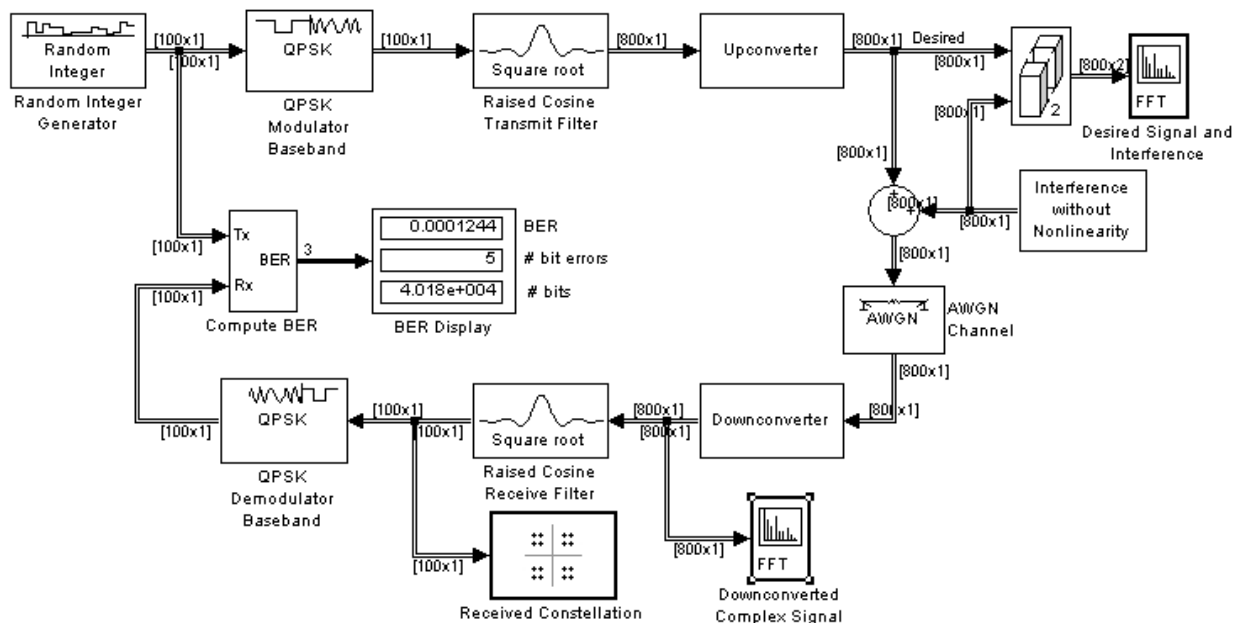 [100x1]
[100x1]
[800x1]
[800x1]
Desired
[800x1]
[800x2]
Random
Integer
QPSK
Square root
Upconverter
FFT
2
[100x1]
[800x1]
Random Integer
Generator
QPSK
Modulator
Baseband
Raised Cosine
Transmit Filter
Desired Signal and
Interference
[800x1]
[800x1]
[800x1]
Interference
without
Nonlinearity
[100x1]
Tx
BER
Rx
3
0.0001244
BER
5
# bit errors
4.018e+004
# bits
[800x1]
[100x1]
Compute BER
BER Display
AWGN
AWGN
Channel
[800x1]
[100x1]
[800x1]
[800x1]
QPSK
Square root
Downconverter
[100x1]
[100x1]
[800x1]
QPSK
Demodulator
Baseband
Raised Cosine
Receive Filter
[100x1]
[800x1]
FFT
Received Constellation
Downconverted
Complex Signal